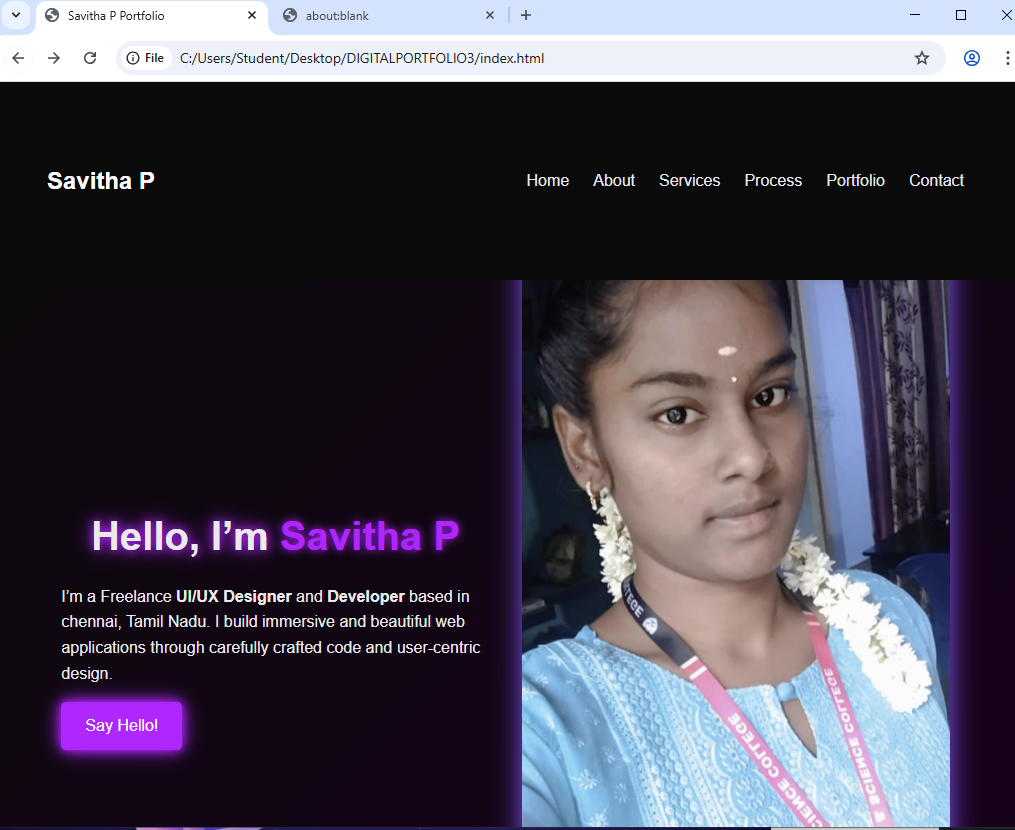 Savitha P Portfolio
about:blank
File
C:/Users/Student/Desktop/DIGITALPORTFOLIO3/index.html
Savitha P
Home About Services Process Portfolio Contact
Hello, I’m Savitha P
I’m a Freelance UI/UX Designer and Developer based in
chennai, Tamil Nadu. I build immersive and beautiful web
applications through carefully crafted code and user-centric
design.
Say Hello!
SCIENCE COLLEGE
& SCIENCE COLLEGE